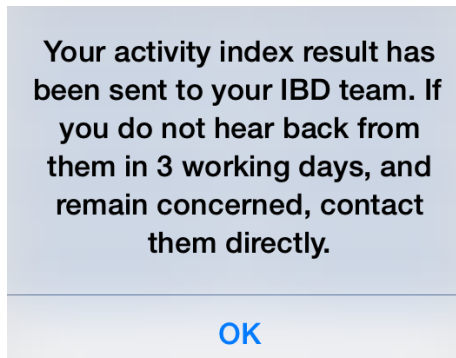 Your activity index result has
been sent to your IBD team. If
you do not hear back from
them in 3 working days, and
remain concerned, contact
them directly.
OK